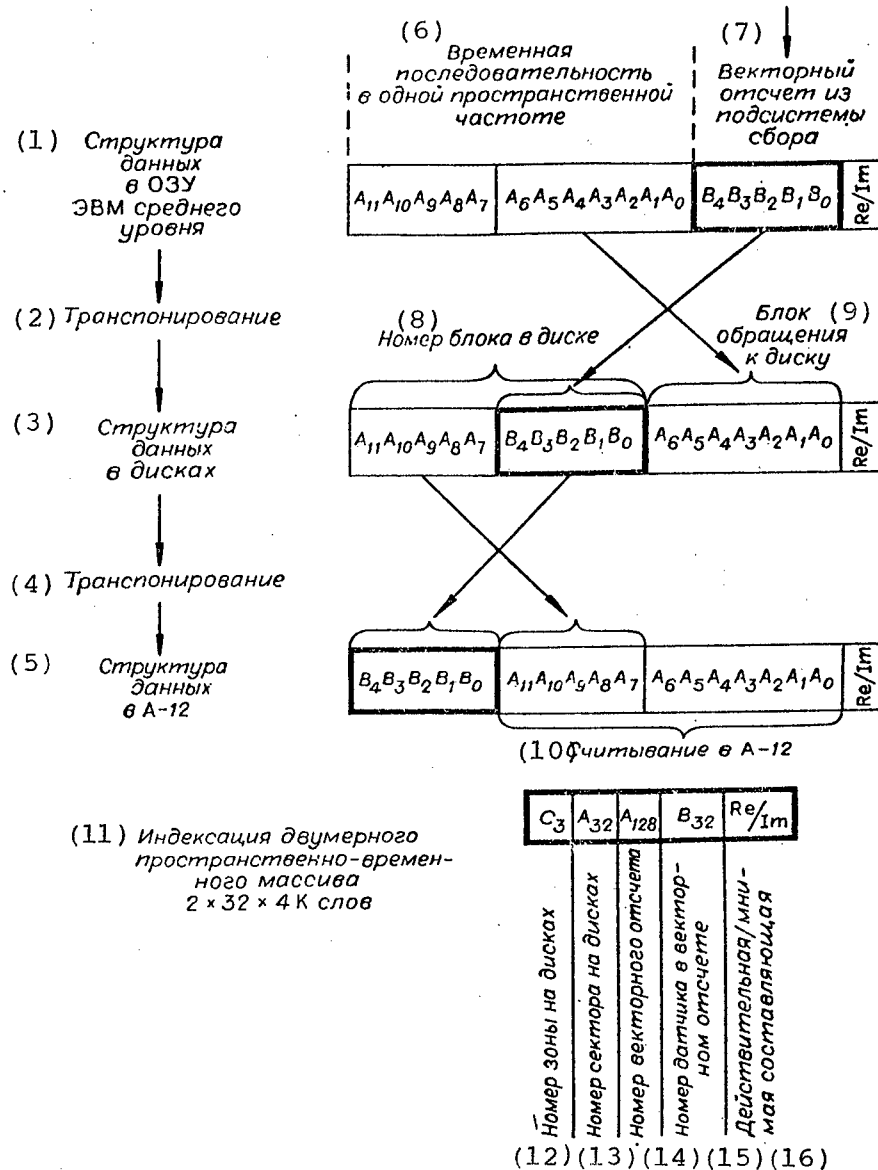 (6)
Временная
последовательность
в одной пространственной
частоте
(7)
Векторный
отсчет из
подсистемы
сбора
(1) Структура
данных
в ОЗУ
ЭВМ среднего
уровня
A₁₁A₁₀A₉A₈A₇ A₆A₅A₄A₃A₂A₁A₀ B₄B₃B₂B₁B₀ Re/Im
(2) Транспонирование
(8)
Номер блока в диске
Блок (9)
обращения
к диску
(3) Структура
данных
в дисках
A₁₁A₁₀A₉A₈A₇ B₄B₃B₂B₁B₀ A₆A₅A₄A₃A₂A₁A₀ Re/Im
(4) Транспонирование
(5) Структура
данных
в А-12
B₄B₃B₂B₁B₀ A₁₁A₁₀A₉A₈A₇ A₆A₅A₄A₃A₂A₁A₀ Re/Im
(10) Считывание в А-12
(11) Индексация двумерного
пространственно-времен-
ного массива
2 × 32 × 4 К слов
C₃ A₃₂ A₁₂₈ B₃₂ Re/Im
Номер зоны на дисках
Номер сектора на дисках
Номер векторного отсчета
Номер датчика в вектор-
ном отсчете
Действительная/мни-
мая составляющая
(12) (13) (14) (15) (16)